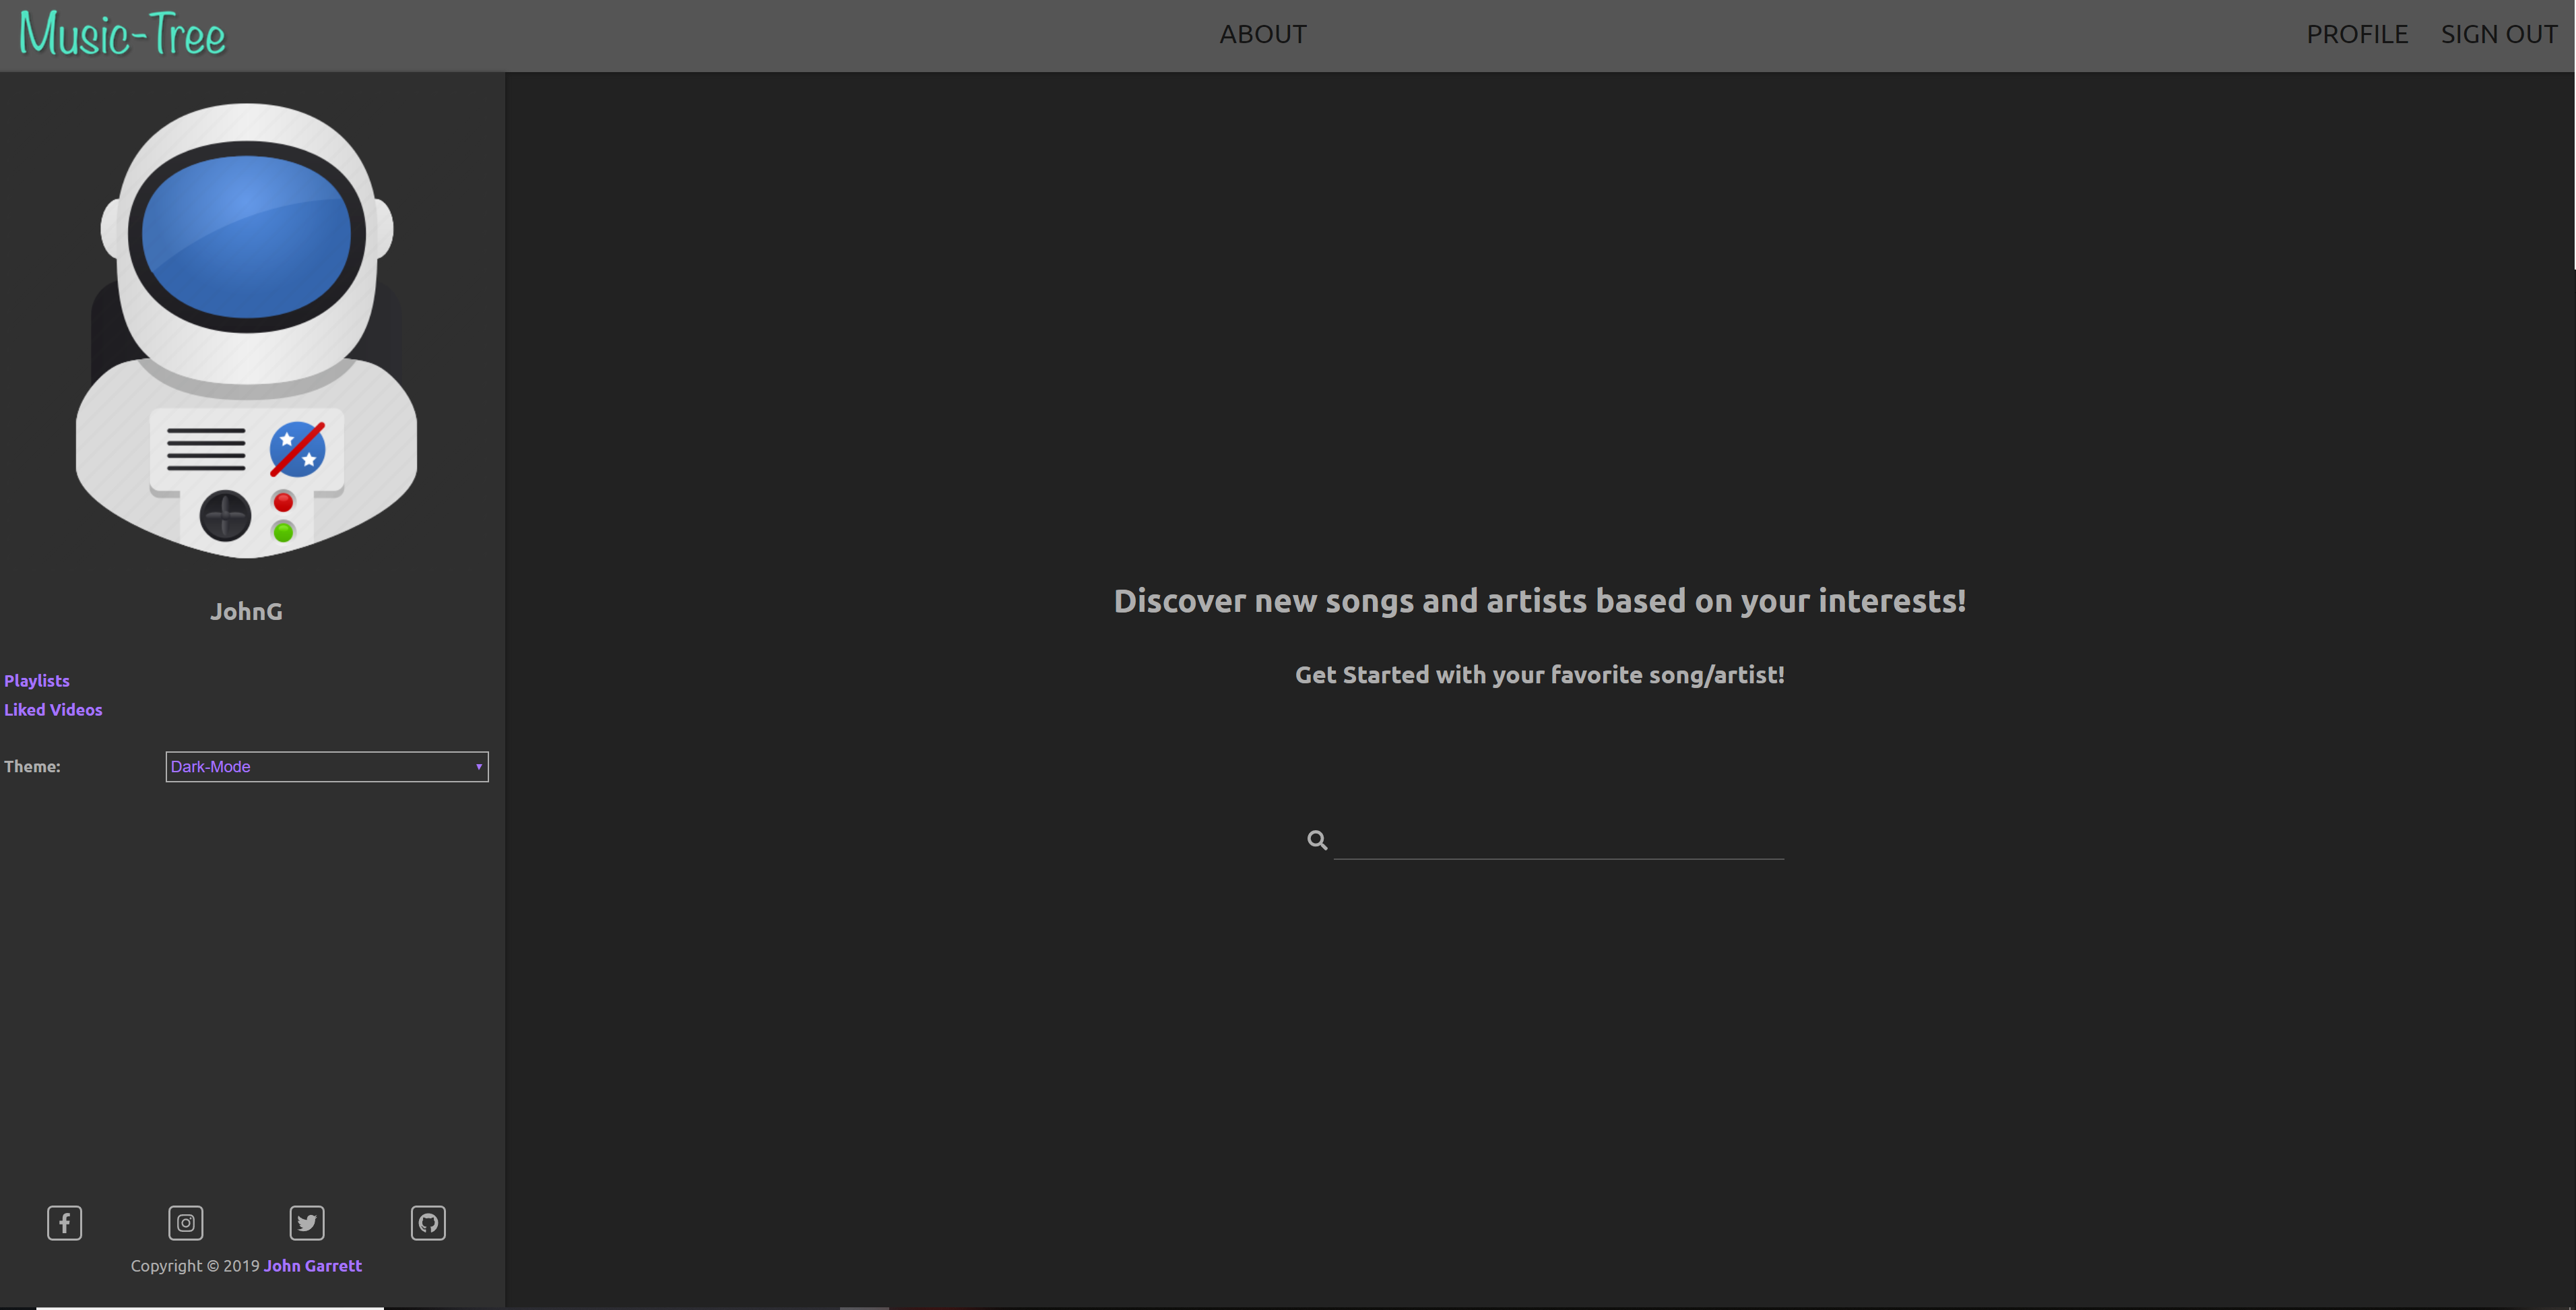 Music-Tree
ABOUT
PROFILE
SIGN OUT
JohnG
Playlists
Liked Videos
Theme:
Dark-Mode
Discover new songs and artists based on your interests!
Get Started with your favorite song/artist!
Copyright © 2019 John Garrett